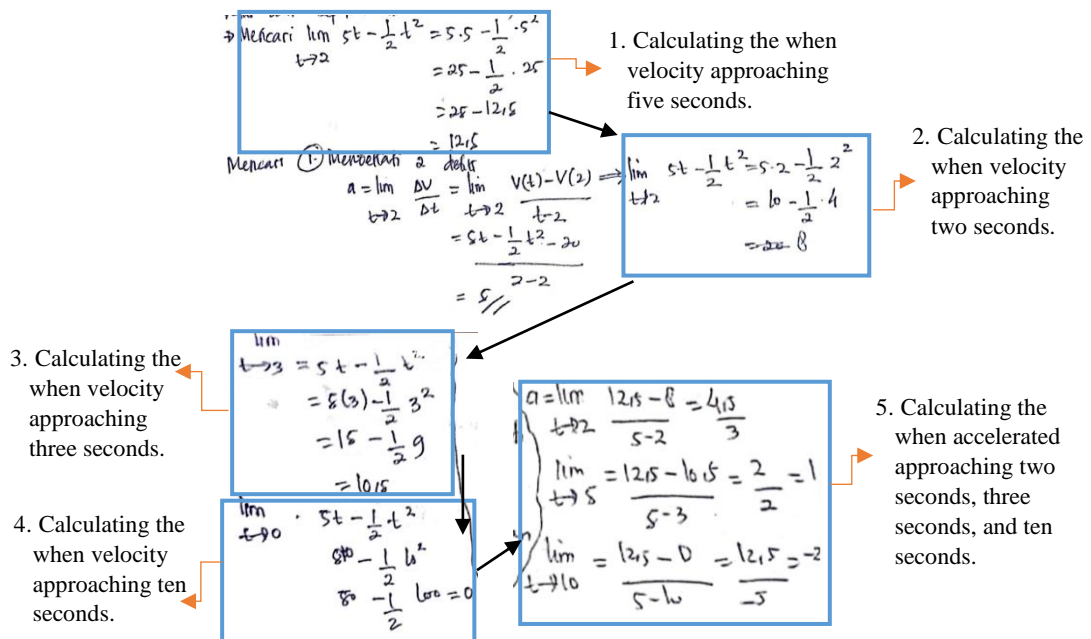 → Mencari lim t→2 5t - 1/2 t² = 5.5 - 1/2 . 5²
= 25 - 1/2 . 25
= 25 - 12,5
= 12,5
1. Calculating the when
velocity approaching
five seconds.
Mencari ① Mendekati 2 detik
a = lim t→2 ΔV/Δt = lim t→2 V(t) - V(2) / t - 2 ⇒
= 5t - 1/2 t² - 20 / 2 - 2
= 5 //
lim t→2 5t - 1/2 t² = 5.2 - 1/2 2²
= 10 - 1/2 . 4
= 8
2. Calculating the
when velocity
approaching
two seconds.
lim t→3 = 5t - 1/2 t²
= 5(3) - 1/2 3²
= 15 - 1/2 9
= 10,5
3. Calculating the
when velocity
approaching
three seconds.
lim t→0 . 5t - 1/2 t²
510 - 1/2 10²
50 - 1/2 100 = 0
4. Calculating the
when velocity
approaching ten
seconds.
a = lim t→2 12,5 - 8 / 5 - 2 = 4,5 / 3
lim t→5 = 12,5 - 10,5 / 5 - 3 = 2/2 = 1
lim t→10 = 12,5 - 0 / 5 - 10 = 12,5 / -5 = -2
5. Calculating the
when accelerated
approaching two
seconds, three
seconds, and ten
seconds.